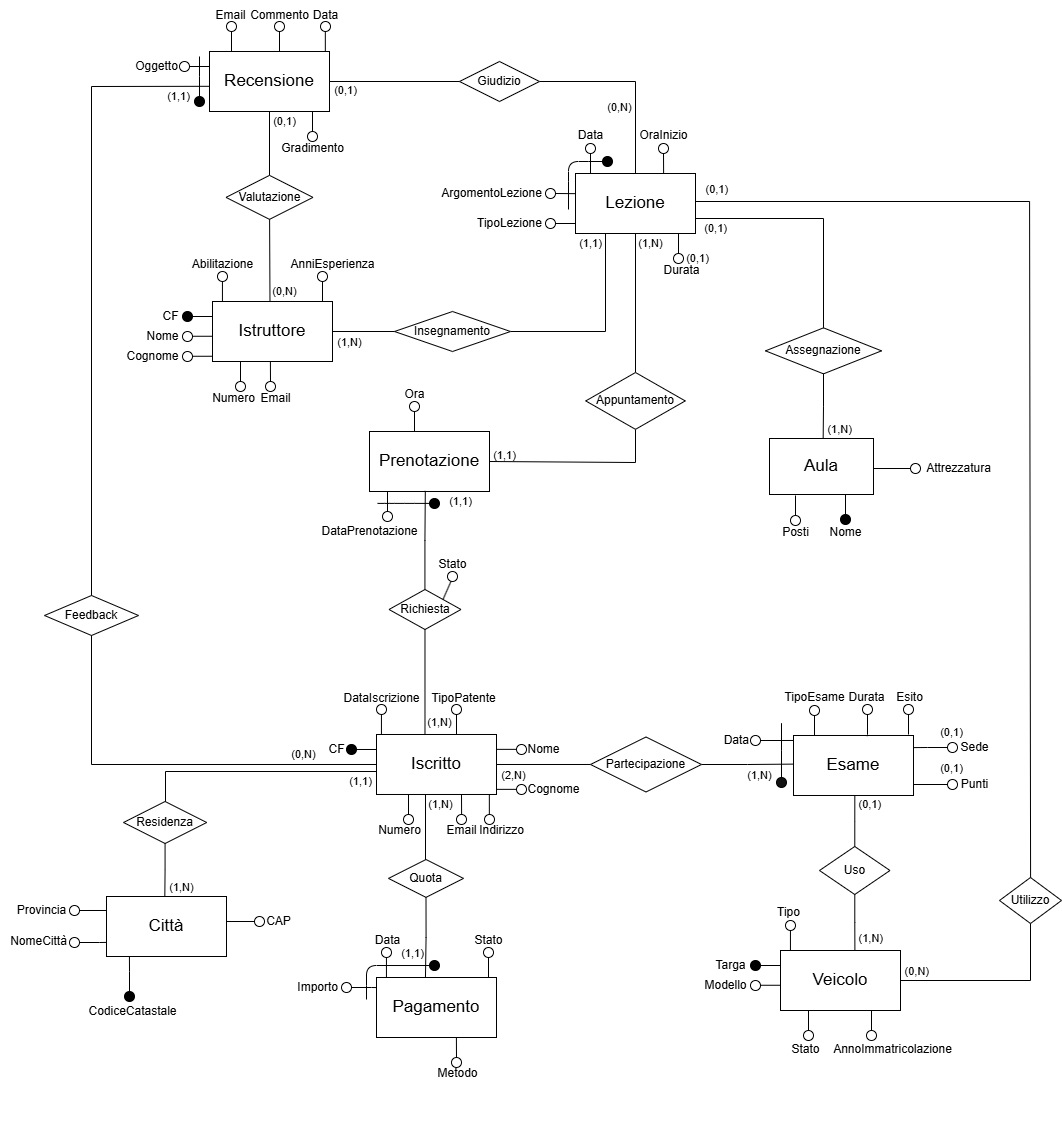 Email Commento Data
Oggetto
Recensione
(1,1)
(0,1)
Giudizio
(0,1)
Gradimento
(0,N)
Data
OraInizio
ArgomentoLezione
Lezione
(0,1)
TipoLezione
(0,1)
Valutazione
(1,1)
(1,N)
(0,1)
Durata
Abilitazione
AnniEsperienza
(0,N)
CF
Istruttore
Nome
Insegnamento
(1,N)
Cognome
Assegnazione
Numero Email
Ora
Appuntamento
(1,N)
Prenotazione
(1,1)
Aula
Attrezzatura
(1,1)
DataPrenotazione
Posti
Nome
Stato
Feedback
Richiesta
DataIscrizione
TipoPatente
TipoEsame Durata Esito
(1,N)
Data
(0,1)
Sede
CF
Nome
(0,N)
Iscritto
Partecipazione
Esame
(0,1)
(1,1)
(2,N)
(1,N)
Punti
Cognome
(1,N)
(0,1)
Numero
Email Indirizzo
Residenza
Quota
Uso
(1,N)
Utilizzo
Provincia
Città
CAP
Tipo
NomeCittà
Data
Stato
(1,N)
(1,1)
Targa
Veicolo
(0,N)
Importo
Modello
CodiceCatastale
Pagamento
Stato
AnnoImmatricolazione
Metodo